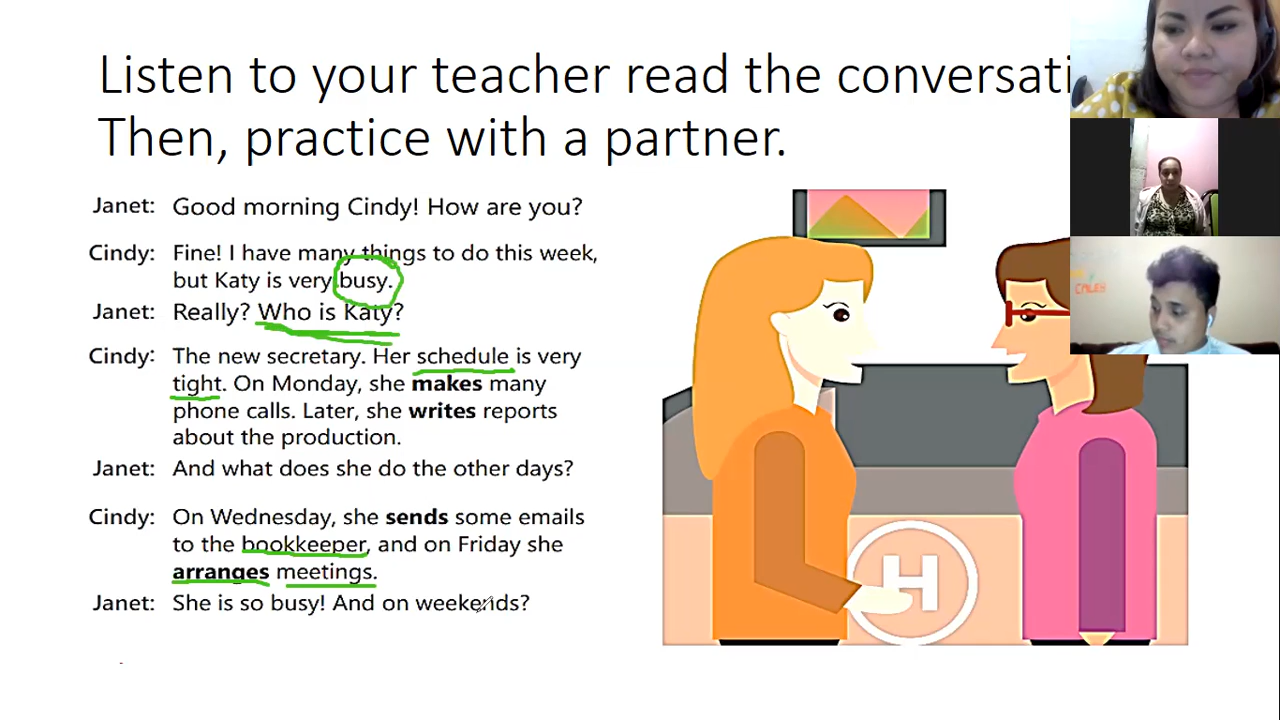 Listen to your teacher read the conversati
Then, practice with a partner.
Janet: Good morning Cindy! How are you?
Cindy: Fine! I have many things to do this week,
but Katy is very busy.
Janet: Really? Who is Katy?
Cindy: The new secretary. Her schedule is very
tight. On Monday, she makes many
phone calls. Later, she writes reports
about the production.
Janet: And what does she do the other days?
Cindy: On Wednesday, she sends some emails
to the bookkeeper, and on Friday she
arranges meetings.
Janet: She is so busy! And on weekends?
H
CALEB